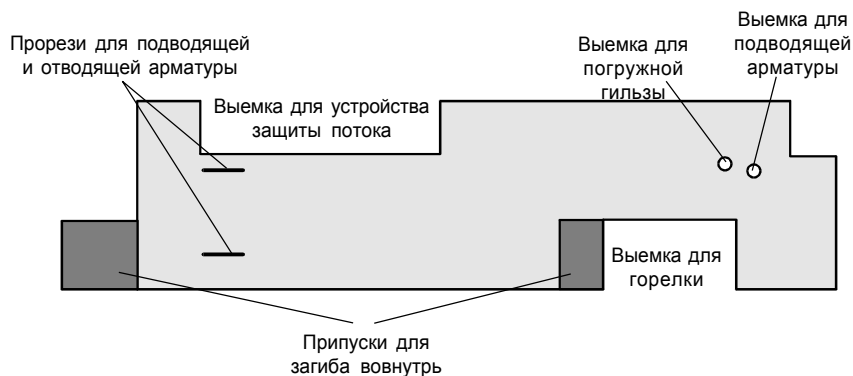 Прорези для подводящей
и отводящей арматуры
Выемка для
погружной
гильзы
Выемка для
подводящей
арматуры
Выемка для устройства
защиты потока
Выемка для
горелки
Припуски для
загиба вовнутрь